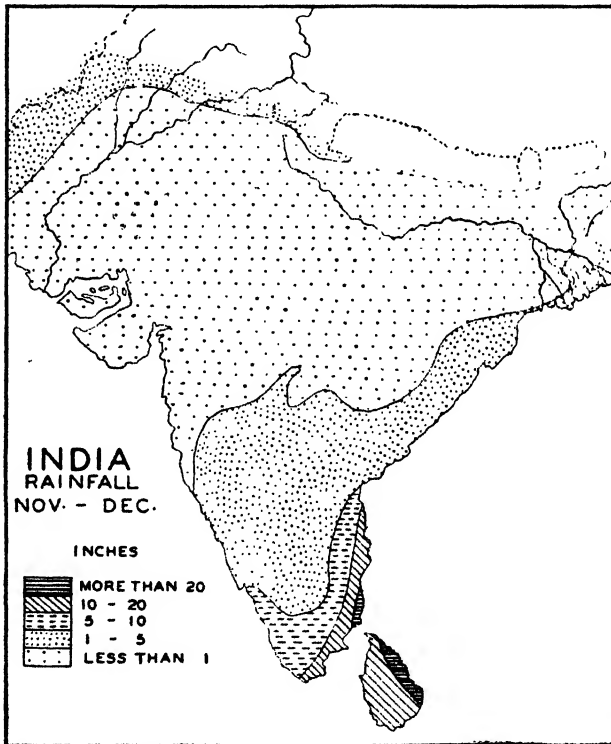 INDIA
RAINFALL
NOV. - DEC.
INCHES
MORE THAN 20
10 - 20
5 - 10
1 - 5
LESS THAN 1